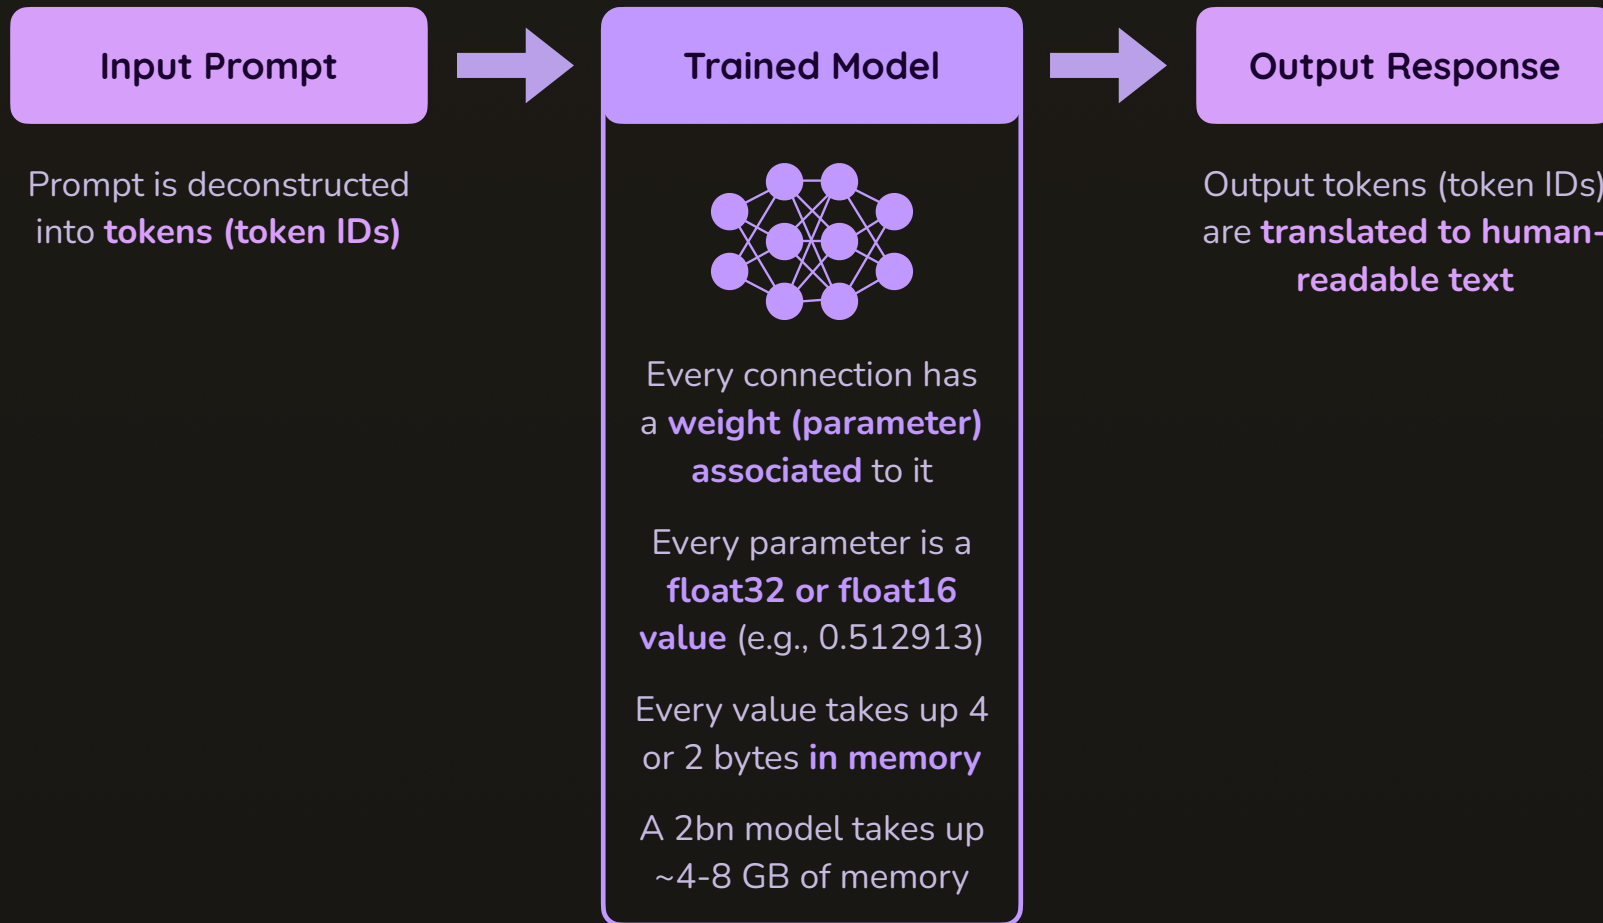 Input Prompt
Prompt is deconstructed
into tokens (token IDs)
Trained Model
Every connection has
a weight (parameter)
associated to it
Every parameter is a
float32 or float16
value (e.g., 0.512913)
Every value takes up 4
or 2 bytes in memory
A 2bn model takes up
~4-8 GB of memory
Output Response
Output tokens (token IDs)
are translated to human-
readable text